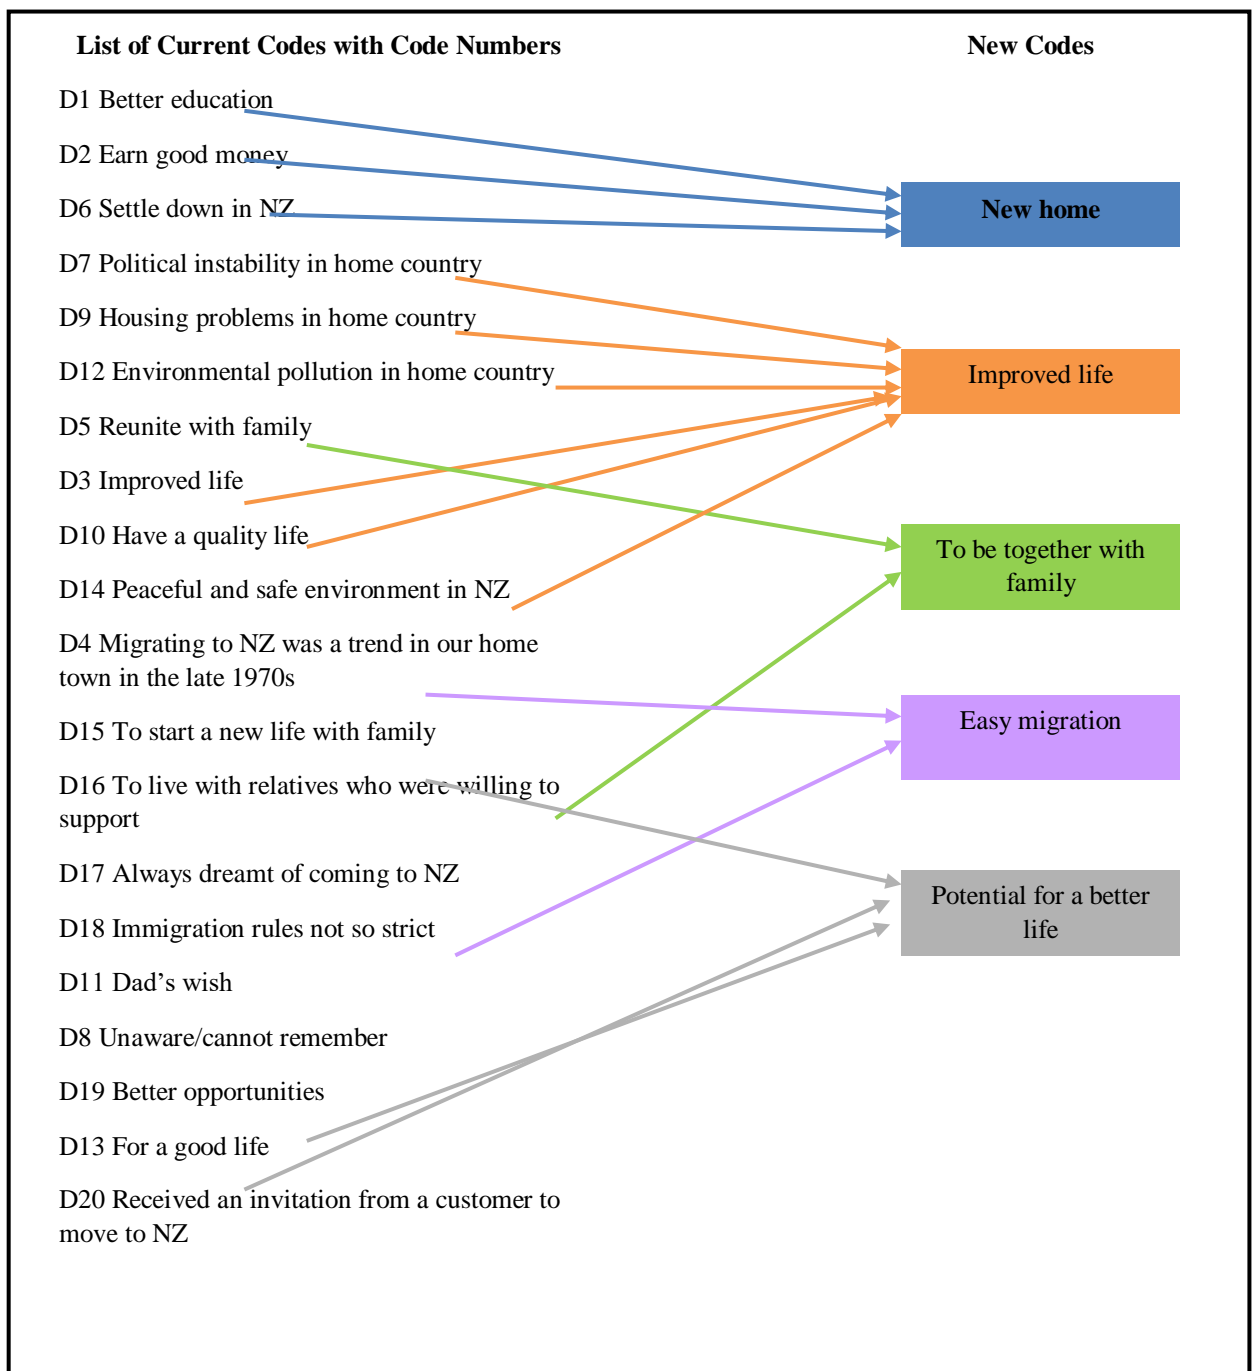 List of Current Codes with Code Numbers
New Codes
D1 Better education
D2 Earn good money
D6 Settle down in NZ
New home
D7 Political instability in home country
D9 Housing problems in home country
D12 Environmental pollution in home country
Improved life
D5 Reunite with family
D3 Improved life
D10 Have a quality life
D14 Peaceful and safe environment in NZ
To be together with
family
D4 Migrating to NZ was a trend in our home
town in the late 1970s
D15 To start a new life with family
Easy migration
D16 To live with relatives who were willing to
support
D17 Always dreamt of coming to NZ
D18 Immigration rules not so strict
Potential for a better
life
D11 Dad’s wish
D8 Unaware/cannot remember
D19 Better opportunities
D13 For a good life
D20 Received an invitation from a customer to
move to NZ